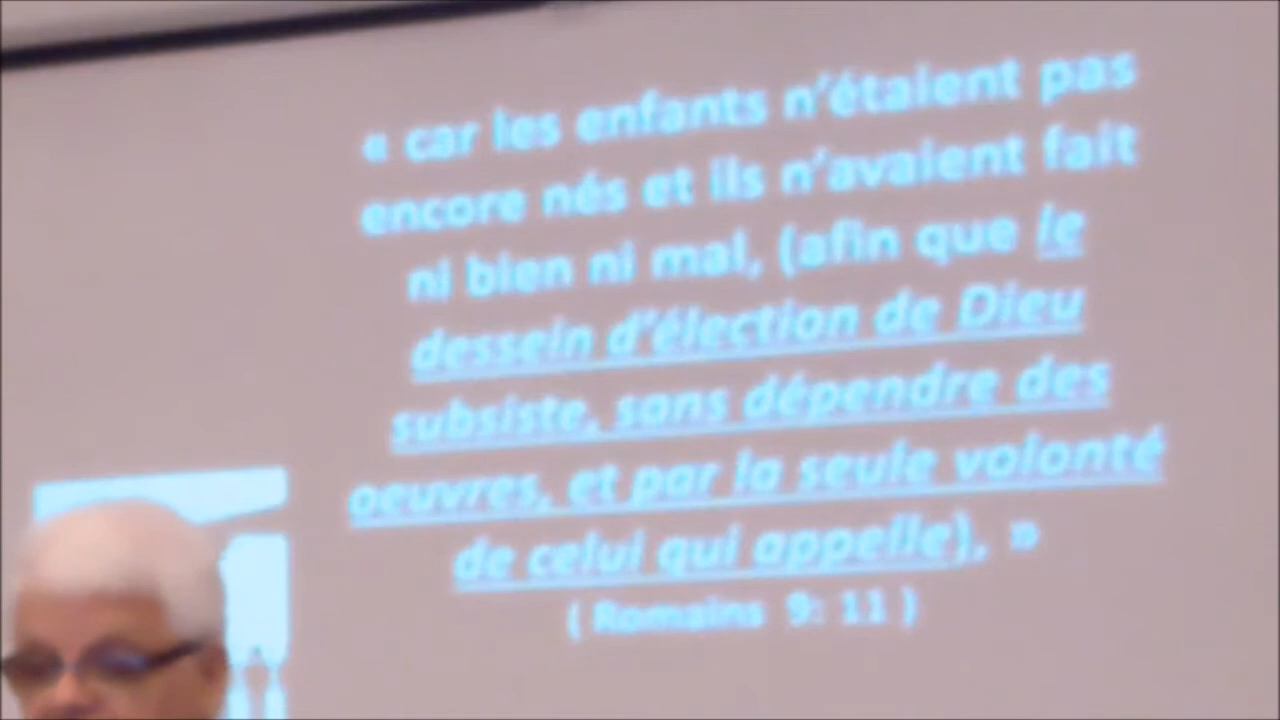 « car les enfants n’étaient pas
encore nés et ils n’avaient fait
ni bien ni mal, (afin que le
dessein d’élection de Dieu
subsiste, sans dépendre des
oeuvres, et par la seule volonté
de celui qui appelle), »
( Romains 9: 11 )